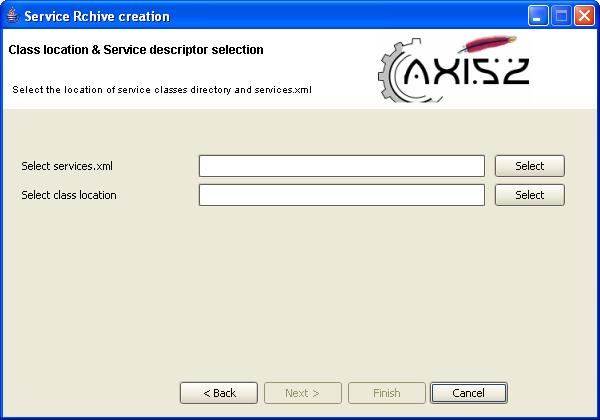 Service Rchive creation
Class location & Service descriptor selection
AXIS2
Select the location of service classes directory and services.xml
Select services.xml
Select
Select class location
Select
< Back
Next >
Finish
Cancel